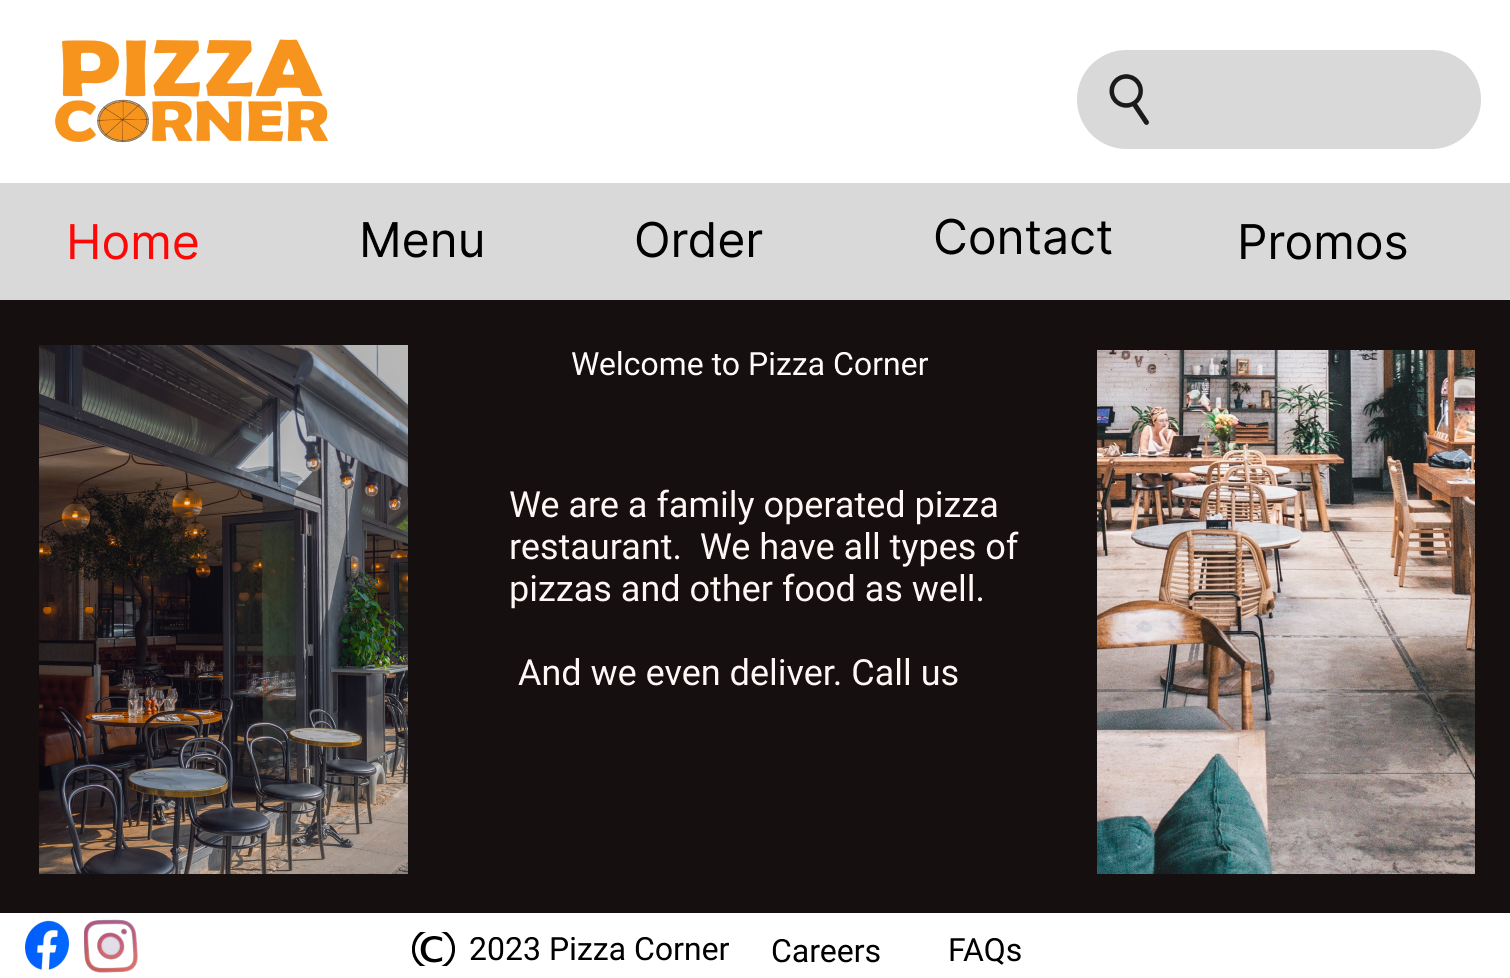 PIZZA
CORNER
Home Menu Order Contact Promos
Welcome to Pizza Corner
We are a family operated pizza
restaurant.  We have all types of
pizzas and other food as well.
And we even deliver. Call us
© 2023 Pizza Corner Careers FAQs